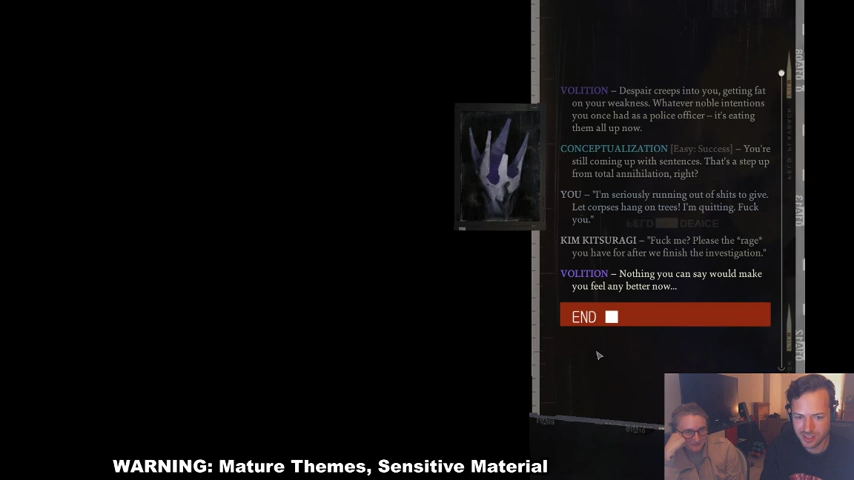 VOLITION – Despair creeps into you, getting fat
on your weakness. Whatever noble intentions
you once had as a police officer – it's eating
them all up now.
CONCEPTUALIZATION [Easy: Success] – You're
still coming up with sentences. That's a step up
from total annihilation, right?
YOU – "I'm seriously running out of shits to give.
Let corpses hang on trees! I'm quitting. Fuck
you."
KIM KITSURAGI – "Fuck me? Please the *rage*
you have for after we finish the investigation."
VOLITION – Nothing you can say would make
you feel any better now...
END
WARNING: Mature Themes, Sensitive Material